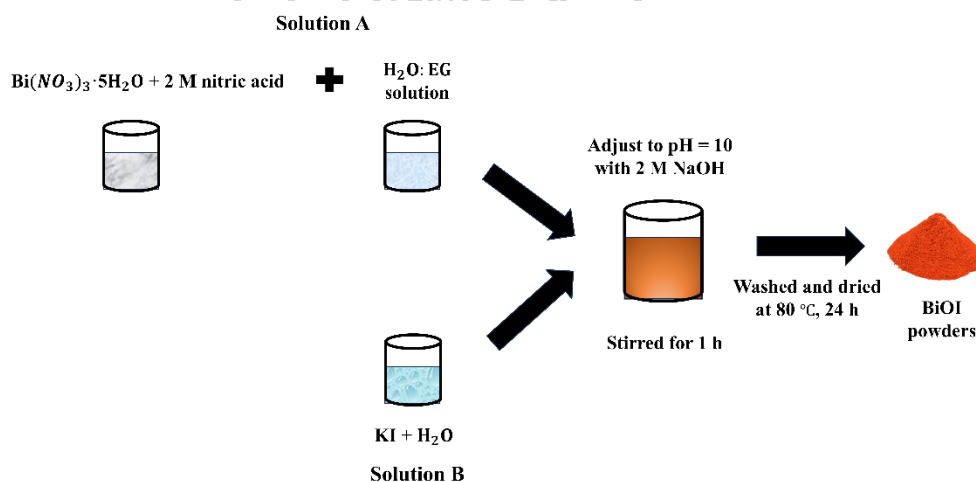 Solution A
Bi(NO₃)₃·5H₂O + 2 M nitric acid
H₂O: EG
solution
Adjust to pH = 10
with 2 M NaOH
Washed and dried
at 80 ℃, 24 h
BiOI
powders
Stirred for 1 h
KI + H₂O
Solution B